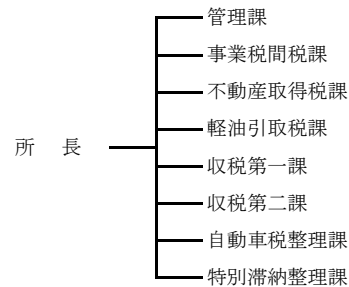 管理課
事業税間税課
不動産取得税課
軽油引取税課
所　長
収税第一課
収税第二課
自動車税整理課
特別滞納整理課